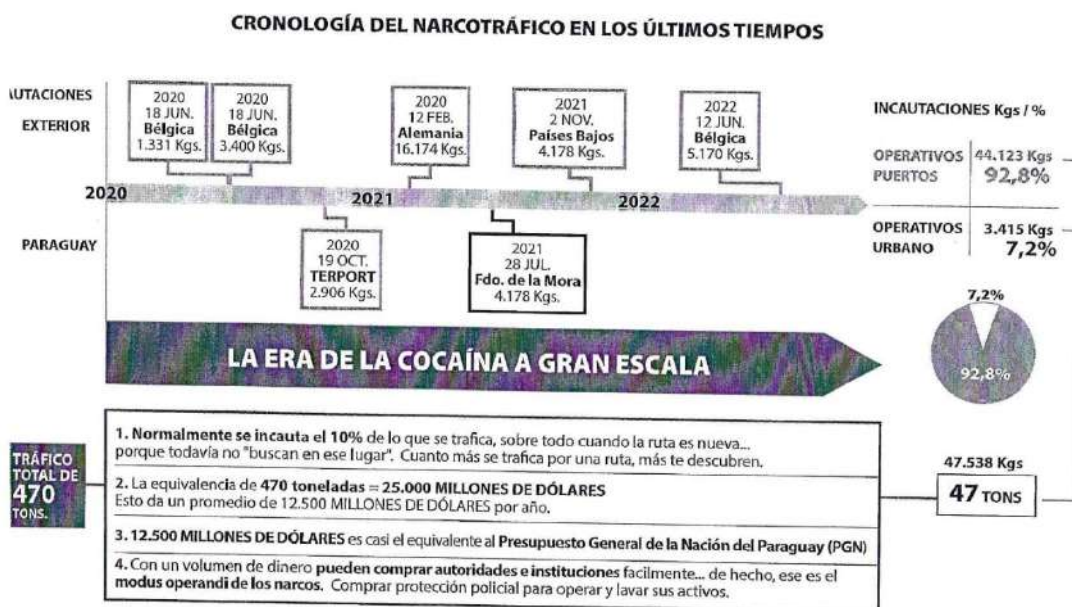 CRONOLOGÍA DEL NARCOTRÁFICO EN LOS ÚLTIMOS TIEMPOS
UTACIONES
EXTERIOR
2020
18 JUN.
Bélgica
1.331 Kgs.
2020
18 JUN.
Bélgica
3.400 Kgs.
2020
12 FEB.
Alemania
16.174 Kgs.
2021
2 NOV.
Países Bajos
4.178 Kgs.
2022
12 JUN.
Bélgica
5.170 Kgs.
2020
2021
2022
PARAGUAY
2020
19 OCT.
TERPORT
2.906 Kgs.
2021
28 JUL.
Fdo. de la Mora
4.178 Kgs.
INCAUTACIONES Kgs / %
OPERATIVOS 44.123 Kgs
PUERTOS 92,8%
OPERATIVOS 3.415 Kgs
URBANO 7,2%
7,2%
92,8%
LA ERA DE LA COCAÍNA A GRAN ESCALA
TRÁFICO
TOTAL DE
470
TONS.
1. Normalmente se incauta el 10% de lo que se trafica, sobre todo cuando la ruta es nueva...
porque todavía no "buscan en ese lugar". Cuanto más se trafica por una ruta, más te descubren.
2. La equivalencia de 470 toneladas = 25.000 MILLONES DE DÓLARES
Esto da un promedio de 12.500 MILLONES DE DÓLARES por año.
3. 12.500 MILLONES DE DÓLARES es casi el equivalente al Presupuesto General de la Nación del Paraguay (PGN)
4. Con un volumen de dinero pueden comprar autoridades e instituciones facilmente... de hecho, ese es el
modus operandi de los narcos. Comprar protección policial para operar y lavar sus activos.
47.538 Kgs
47 TONS